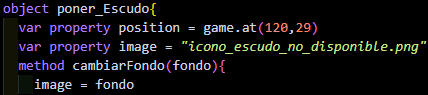 object poner_Escudo{
  var property position = game.at(120,29)
  var property image = "icono_escudo_no_disponible.png"
  method cambiarFondo(fondo){
    image = fondo